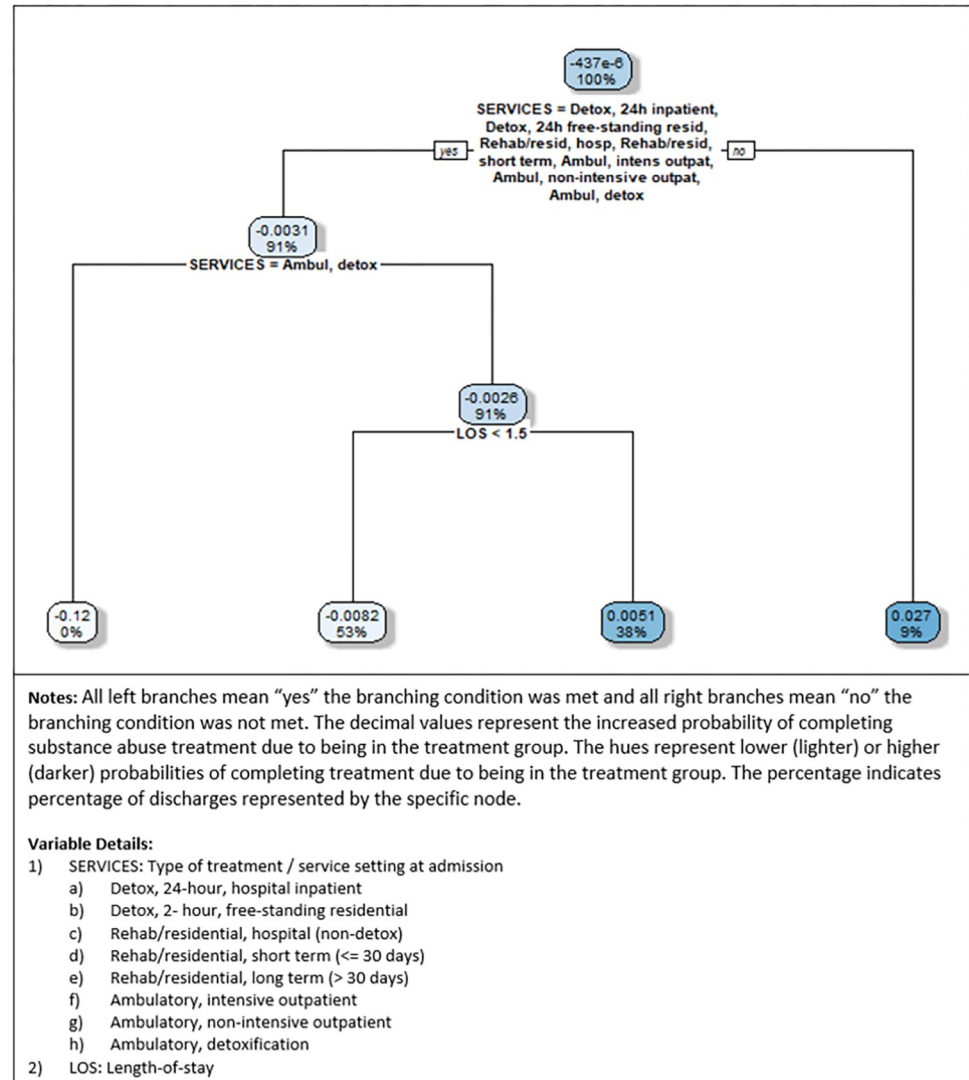 -437e-6
100%
SERVICES = Detox, 24h inpatient,
Detox, 24h free-standing resid,
yes Rehab/resid, hosp, Rehab/resid, no
short term, Ambul, intens outpat,
Ambul, non-intensive outpat,
Ambul, detox
-0.0031
91%
SERVICES = Ambul, detox
-0.0026
91%
LOS < 1.5
-0.12
0%
-0.0082
53%
0.0051
38%
0.027
9%
Notes: All left branches mean “yes” the branching condition was met and all right branches mean “no” the
branching condition was not met. The decimal values represent the increased probability of completing
substance abuse treatment due to being in the treatment group. The hues represent lower (lighter) or higher
(darker) probabilities of completing treatment due to being in the treatment group. The percentage indicates
percentage of discharges represented by the specific node.
Variable Details:
1) SERVICES: Type of treatment / service setting at admission
a) Detox, 24-hour, hospital inpatient
b) Detox, 2- hour, free-standing residential
c) Rehab/residential, hospital (non-detox)
d) Rehab/residential, short term (<= 30 days)
e) Rehab/residential, long term (> 30 days)
f) Ambulatory, intensive outpatient
g) Ambulatory, non-intensive outpatient
h) Ambulatory, detoxification
2) LOS: Length-of-stay